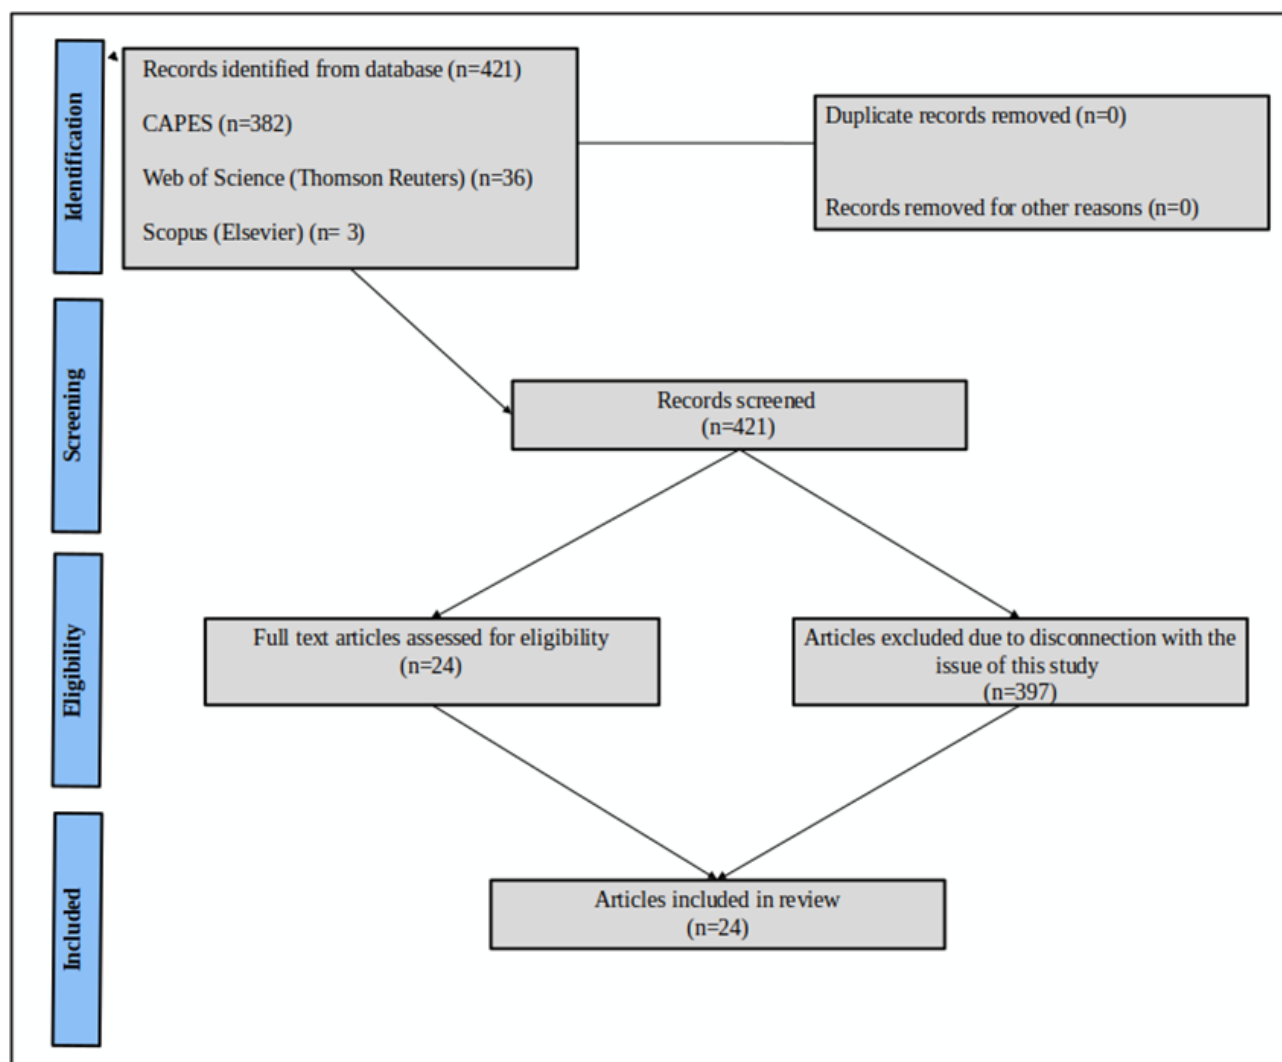 Identification
Records identified from database (n=421)
CAPES (n=382)
Web of Science (Thomson Reuters) (n=36)
Scopus (Elsevier) (n= 3)
Duplicate records removed (n=0)
Records removed for other reasons (n=0)
Screening
Records screened
(n=421)
Eligibility
Full text articles assessed for eligibility
(n=24)
Articles excluded due to disconnection with the
issue of this study
(n=397)
Included
Articles included in review
(n=24)